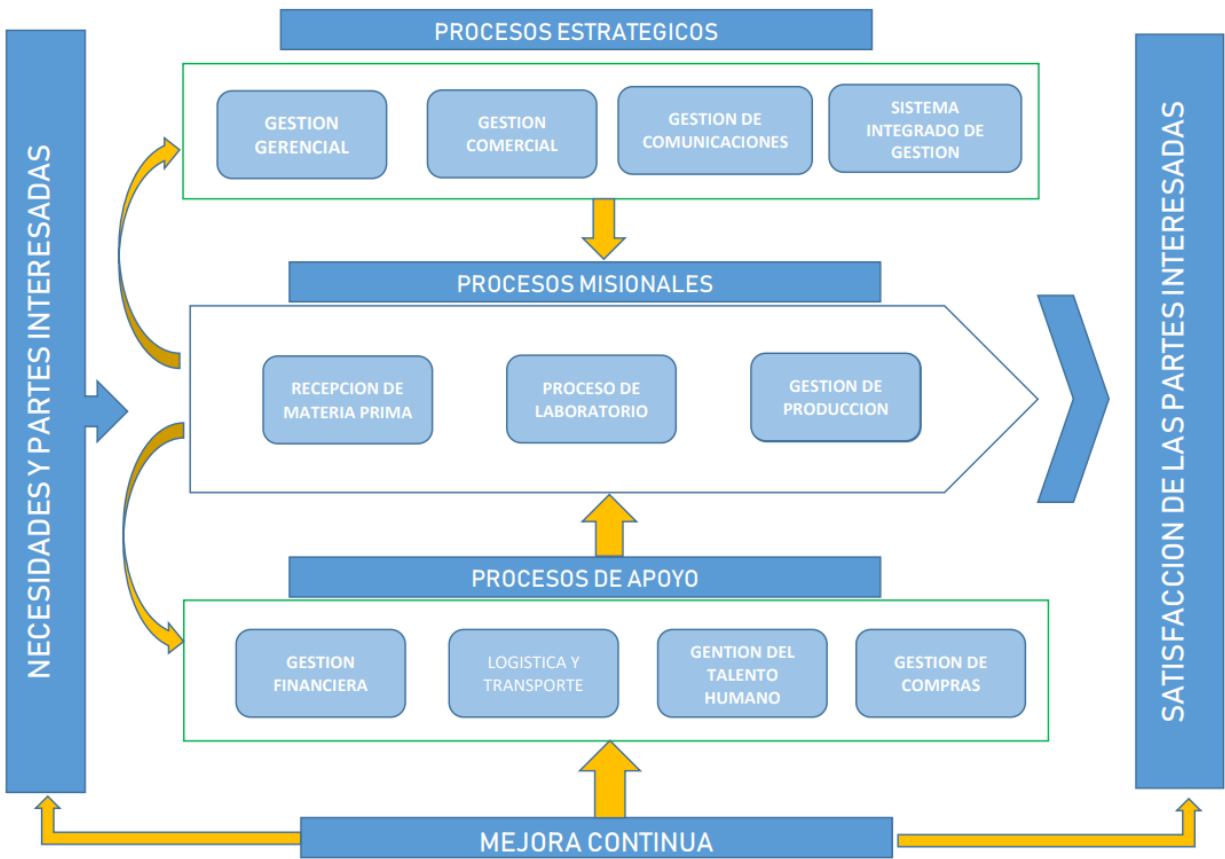 NECESIDADES Y PARTES INTERESADAS
PROCESOS ESTRATEGICOS
GESTION
GERENCIAL
GESTION
COMERCIAL
GESTION DE
COMUNICACIONES
SISTEMA
INTEGRADO DE
GESTION
PROCESOS MISIONALES
RECEPCION DE
MATERIA PRIMA
PROCESO DE
LABORATORIO
GESTION DE
PRODUCCION
PROCESOS DE APOYO
GESTION
FINANCIERA
LOGISTICA Y
TRANSPORTE
GENTION DEL
TALENTO
HUMANO
GESTION DE
COMPRAS
MEJORA CONTINUA
SATISFACCION DE LAS PARTES INTERESADAS